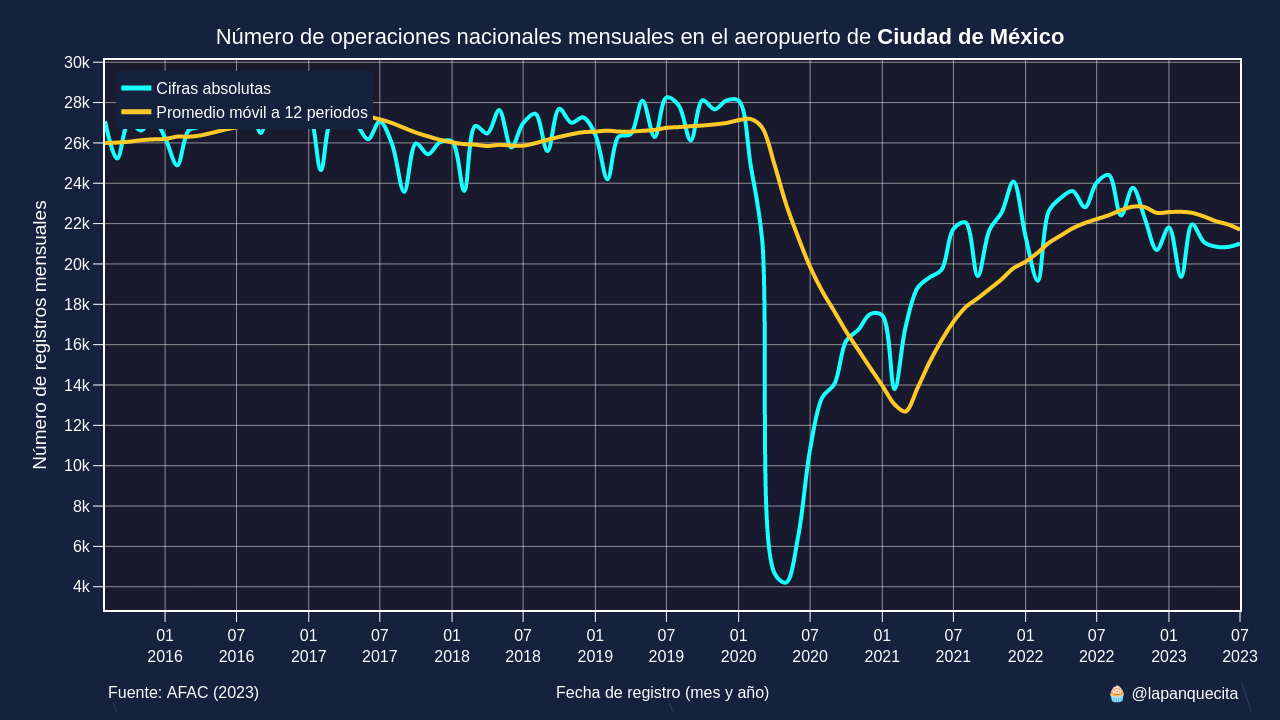 Número de operaciones nacionales mensuales en el aeropuerto de Ciudad de México
Número de registros mensuales
30k
28k
26k
24k
22k
20k
18k
16k
14k
12k
10k
8k
6k
4k
Cifras absolutas
Promedio móvil a 12 periodos
01 07 01 07 01 07 01 07 01 07 01 07 01 07 01 07
2016 2016 2017 2017 2018 2018 2019 2019 2020 2020 2021 2021 2022 2022 2023 2023
Fuente: AFAC (2023)
Fecha de registro (mes y año)
🧁 @lapanquecita